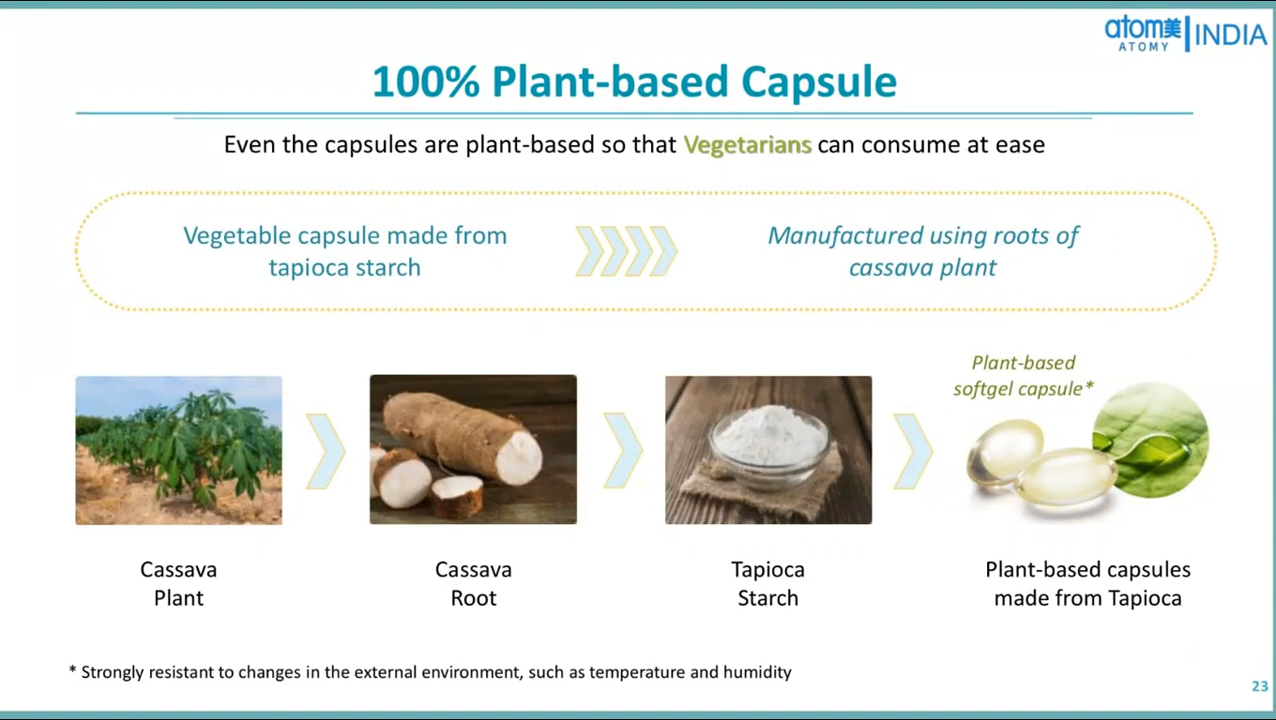 atom美
ATOMY
INDIA
100% Plant-based Capsule
Even the capsules are plant-based so that Vegetarians can consume at ease
Vegetable capsule made from
tapioca starch
Manufactured using roots of
cassava plant
Plant-based
softgel capsule*
Cassava
Plant
Cassava
Root
Tapioca
Starch
Plant-based capsules
made from Tapioca
* Strongly resistant to changes in the external environment, such as temperature and humidity
23